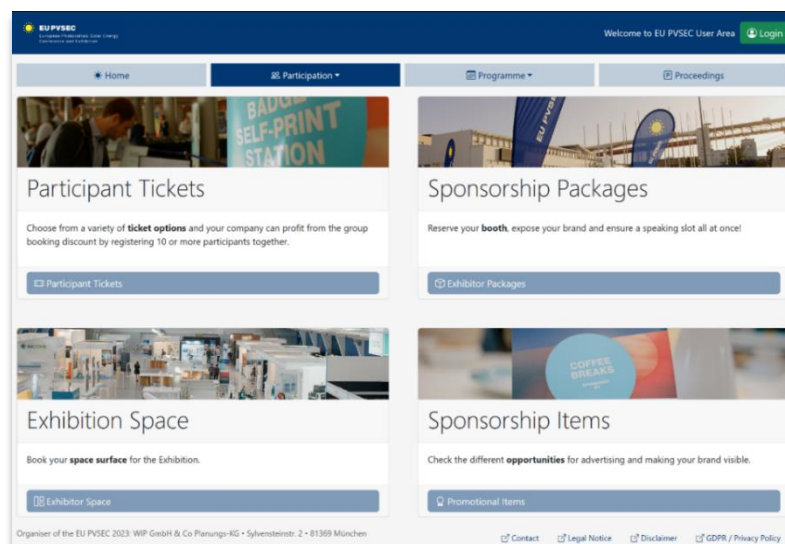 EU PVSEC
European Photovoltaic Solar Energy
Conference and Exhibition
Welcome to EU PVSEC User Area
Login
Home
Participation
Programme
Proceedings
BADGE
SELF-PRINT
STATION
EU PVSEC
Participant Tickets
Sponsorship Packages
Choose from a variety of ticket options and your company can profit from the group
booking discount by registering 10 or more participants together.
Reserve your booth, expose your brand and ensure a speaking slot all at once!
Participant Tickets
Exhibitor Packages
COFFEE
BREAKS
Exhibition Space
Sponsorship Items
Book your space surface for the Exhibition.
Check the different opportunities for advertising and making your brand visible.
Exhibitor Space
Promotional Items
Organiser of the EU PVSEC 2023: WIP GmbH & Co Planungs-KG • Sylvensteinstr. 2 • 81369 München
Contact
Legal Notice
Disclaimer
GDPR / Privacy Policy